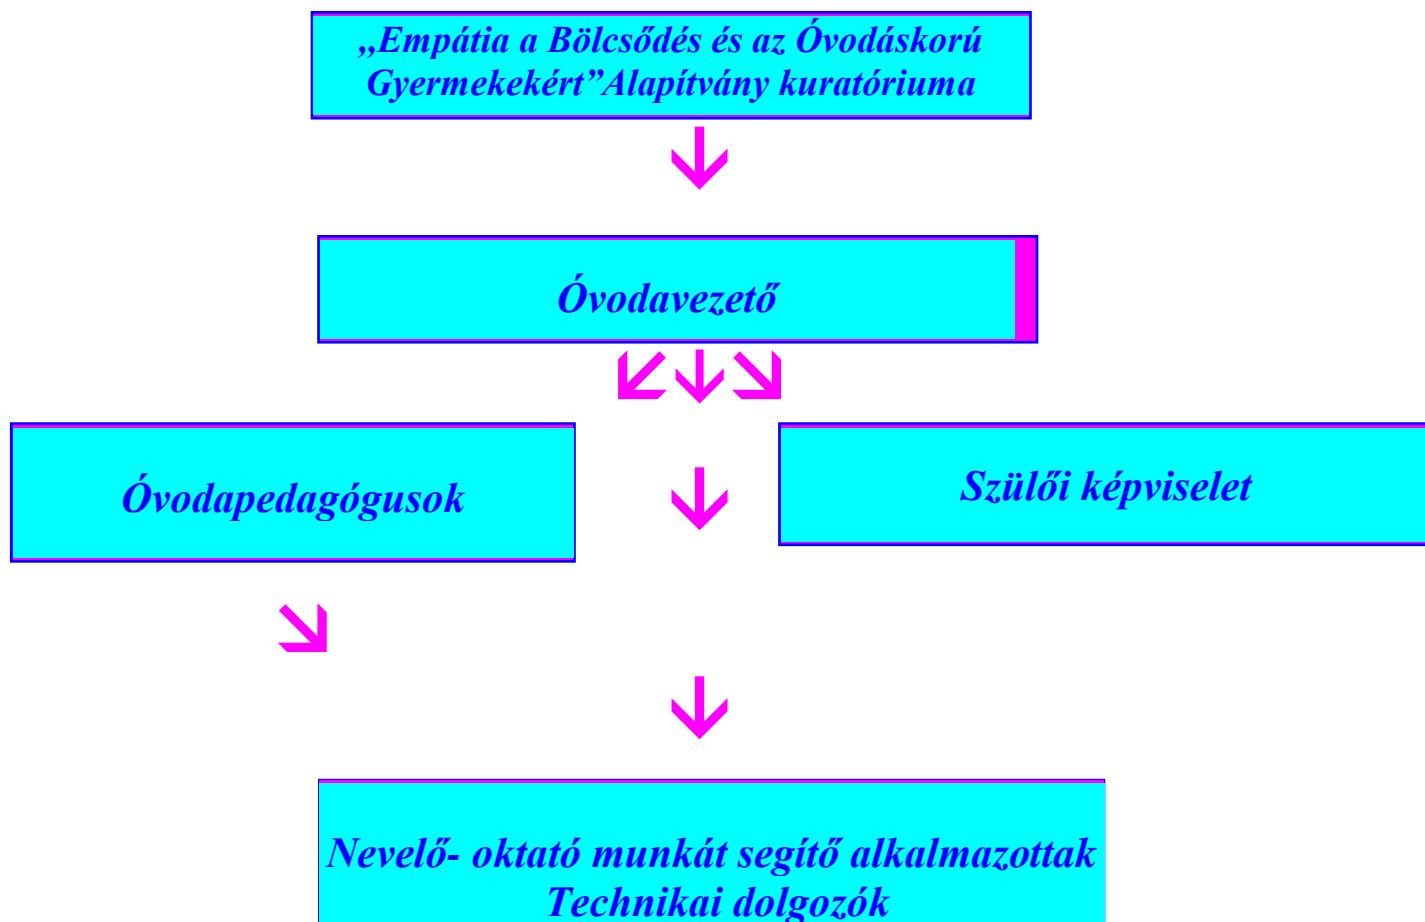 „Empátia a Bölcsődés és az Óvodáskorú
Gyermekekért”Alapítvány kuratóriuma
Óvodavezető
Óvodapedagógusok
Szülői képviselet
Nevelő- oktató munkát segítő alkalmazottak
Technikai dolgozók